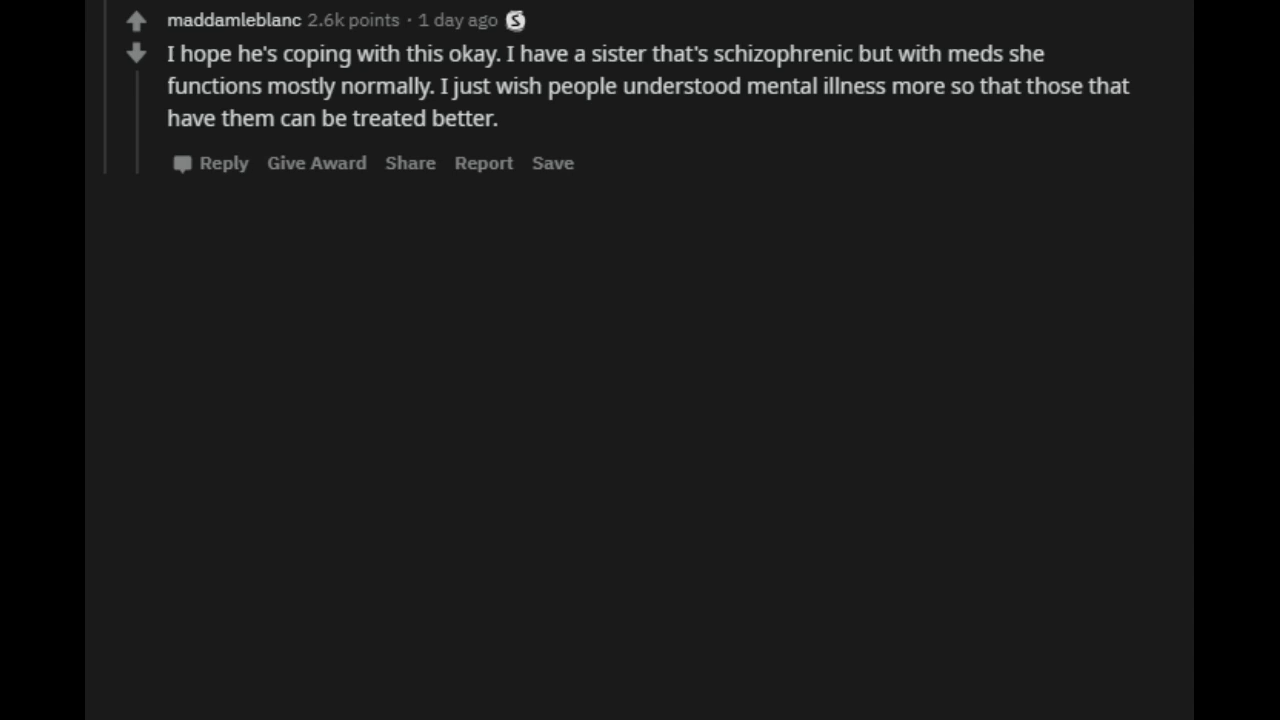 maddamleblanc 2.6k points · 1 day ago S
I hope he's coping with this okay. I have a sister that's schizophrenic but with meds she
functions mostly normally. I just wish people understood mental illness more so that those that
have them can be treated better.
Reply Give Award Share Report Save